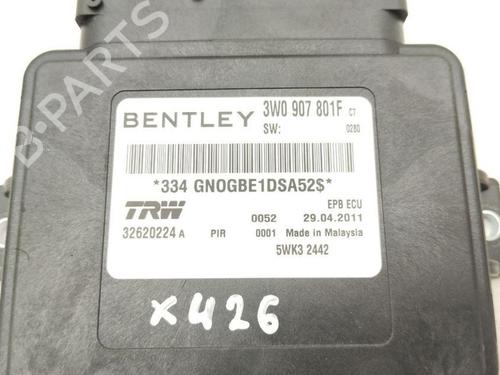 BENTLEY 3W0 907 801F C7
SW: 0280
*334 GNOGBE1DSA52$*
TRW EPB ECU
0052 29.04.2011
32620224 A PIR 0001 Made in Malaysia
5WK3 2442
X426
B-PARTS